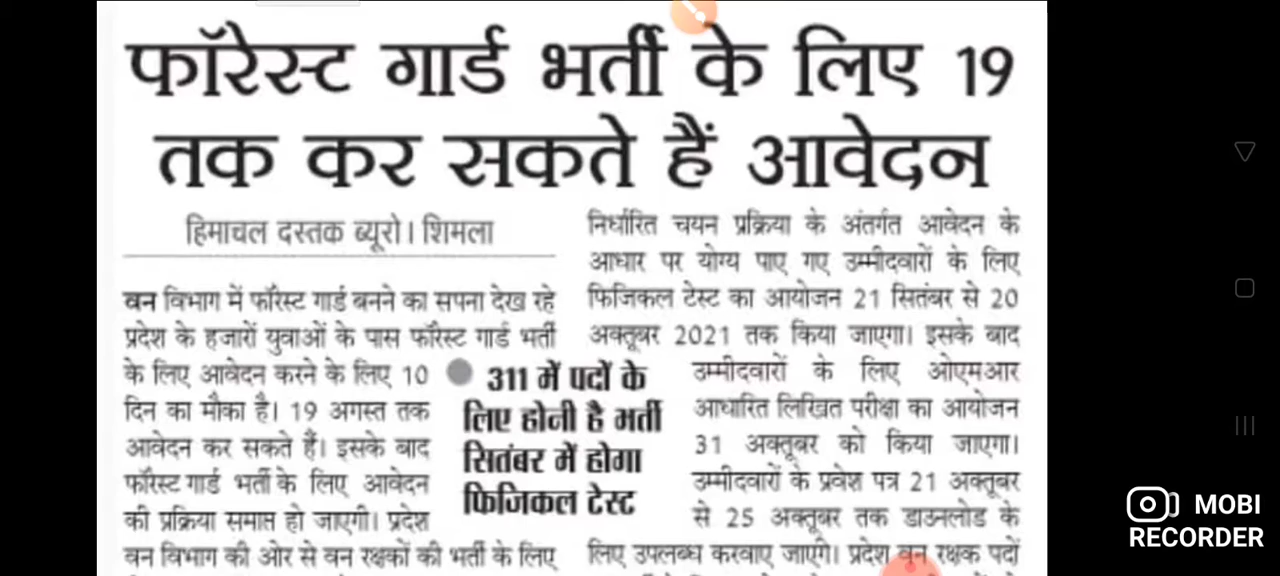 फॉरेस्ट गार्ड भर्ती के लिए 19
तक कर सकते हैं आवेदन
हिमाचल दस्तक ब्यूरो। शिमला
वन विभाग में फॉरेस्ट गार्ड बनने का सपना देख रहे
प्रदेश के हजारों युवाओं के पास फॉरेस्ट गार्ड भर्ती
के लिए आवेदन करने के लिए 10
दिन का मौका है। 19 अगस्त तक
आवेदन कर सकते हैं। इसके बाद
फॉरेस्ट गार्ड भर्ती के लिए आवेदन
की प्रक्रिया समाप्त हो जाएगी। प्रदेश
वन विभाग की ओर से वन रक्षकों की भर्ती के लिए
311 में पदों के
लिए होनी है भर्ती
सितंबर में होगा
फिजिकल टेस्ट
निर्धारित चयन प्रक्रिया के अंतर्गत आवेदन के
आधार पर योग्य पाए गए उम्मीदवारों के लिए
फिजिकल टेस्ट का आयोजन 21 सितंबर से 20
अक्तूबर 2021 तक किया जाएगा। इसके बाद
उम्मीदवारों के लिए ओएमआर
आधारित लिखित परीक्षा का आयोजन
31 अक्तूबर को किया जाएगा।
उम्मीदवारों के प्रवेश पत्र 21 अक्तूबर
से 25 अक्तूबर तक डाउनलोड के
लिए उपलब्ध करवाए जाएंगे। प्रदेश वन रक्षक पदों
MOBI
RECORDER